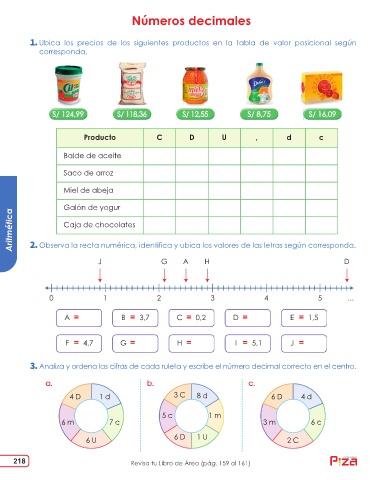 Números decimales
1. Ubica los precios de los siguientes productos en la tabla de valor posicional según
corresponda.
S/ 124,99 S/ 118,36 S/ 12,55 S/ 8,75 S/ 16,09
Producto C D U , d c
Balde de aceite
Saco de arroz
Miel de abeja
Galón de yogur
Caja de chocolates
Aritmética
2. Observa la recta numérica, identifica y ubica los valores de las letras según corresponda.
J G A H D
0 1 2 3 4 5 ...
A = B = 3,7 C = 0,2 D = E = 1,5
F = 4,7 G = H = I = 5,1 J =
3. Analiza y ordena las cifras de cada ruleta y escribe el número decimal correcto en el centro.
a. b. c.
4 D 1 d 3 C 8 d 6 D 4 d
6 m 7 c 5 c 1 m 3 m 6 c
6 U 6 D 1 U 2 C
218 Revisa tu Libro de Área (pág. 159 al 161)